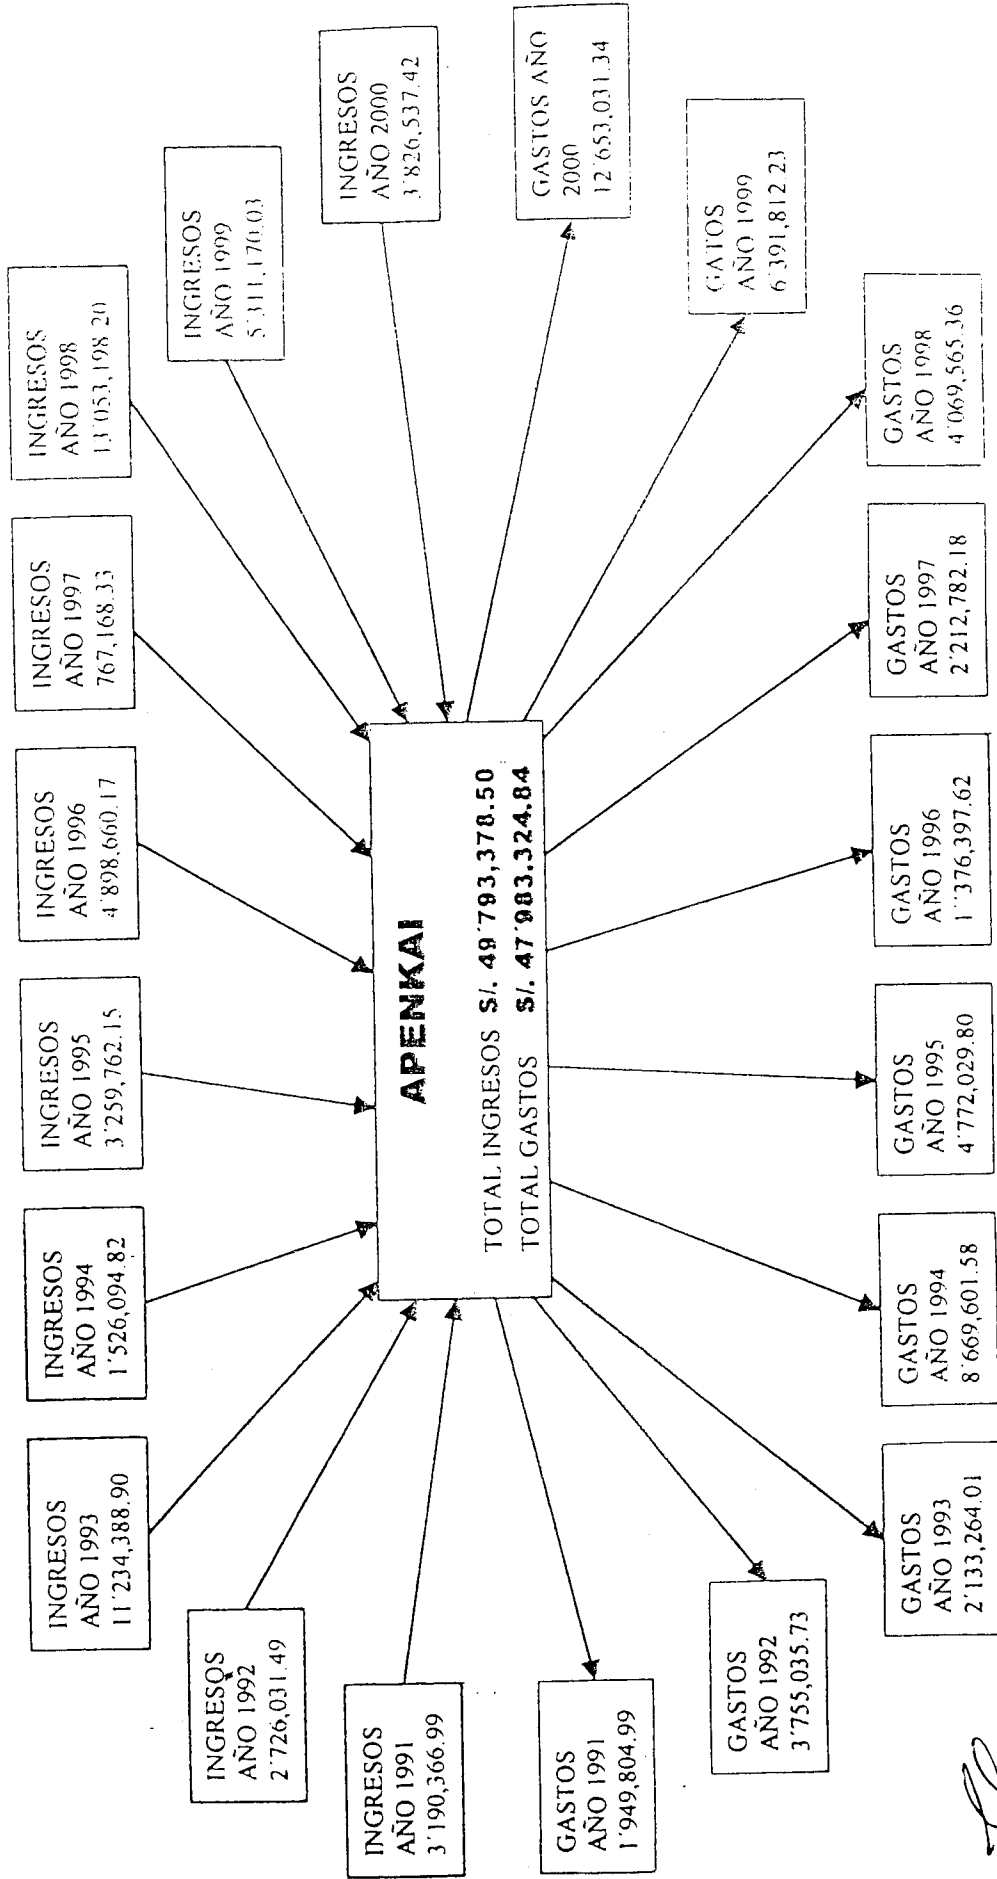 INGRESOS
AÑO 1993
11'234,388.90
INGRESOS
AÑO 1994
1'526,094.82
INGRESOS
AÑO 1995
3'259,762.15
INGRESOS
AÑO 1996
4'898,660.17
INGRESOS
AÑO 1997
767,168.33
INGRESOS
AÑO 1998
13'053,198.20
INGRESOS
AÑO 1992
2'726,031.49
INGRESOS
AÑO 1999
5'311,170.03
INGRESOS
AÑO 1991
3'190,366.99
INGRESOS
AÑO 2000
3'826,537.42
APENKAI
TOTAL INGRESOS S/. 49'793,378.50
TOTAL GASTOS S/. 47'983.324.84
GASTOS
AÑO 1991
1'949,804.99
GASTOS AÑO
2000
12'653,031.34
GASTOS
AÑO 1992
3'755,035.73
GATOS
AÑO 1999
6'391,812.23
GASTOS
AÑO 1993
2'133,264.01
GASTOS
AÑO 1994
8'669,601.58
GASTOS
AÑO 1995
4'772,029.80
GASTOS
AÑO 1996
1'376,397.62
GASTOS
AÑO 1997
2'212,782.18
GASTOS
AÑO 1998
4'069,565.36